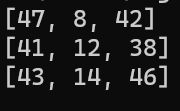 [47, 8, 42]
[41, 12, 38]
[43, 14, 46]